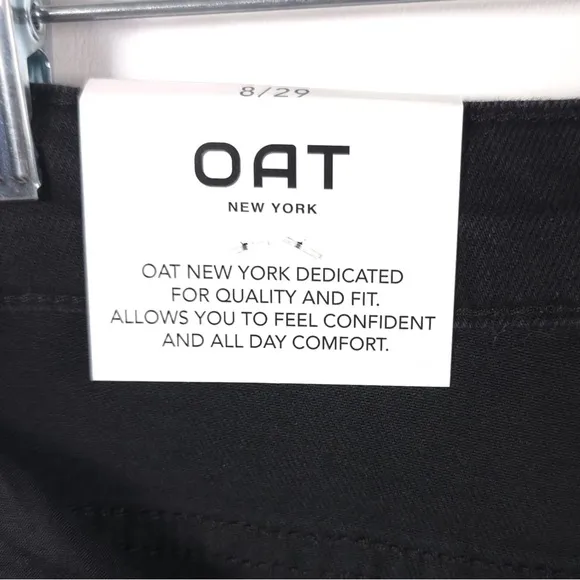 8/29
OAT
NEW YORK
OAT NEW YORK DEDICATED
FOR QUALITY AND FIT.
ALLOWS YOU TO FEEL CONFIDENT
AND ALL DAY COMFORT.